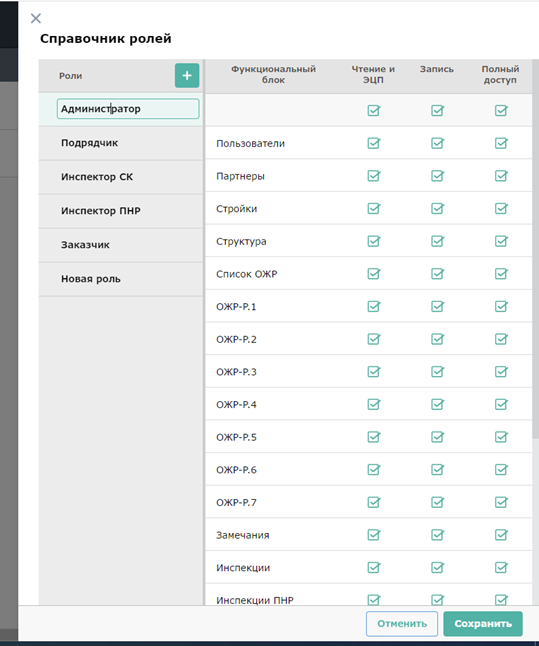 Справочник ролей
Роли
+
Функциональный
блок
Чтение и
ЭЦП
Запись
Полный
доступ
Администратор
Подрядчик
Инспектор СК
Инспектор ПНР
Заказчик
Новая роль
Пользователи
Партнеры
Стройки
Структура
Список ОЖР
ОЖР-Р.1
ОЖР-Р.2
ОЖР-Р.3
ОЖР-Р.4
ОЖР-Р.5
ОЖР-Р.6
ОЖР-Р.7
Замечания
Инспекции
Инспекции ПНР
Отменить
Сохранить